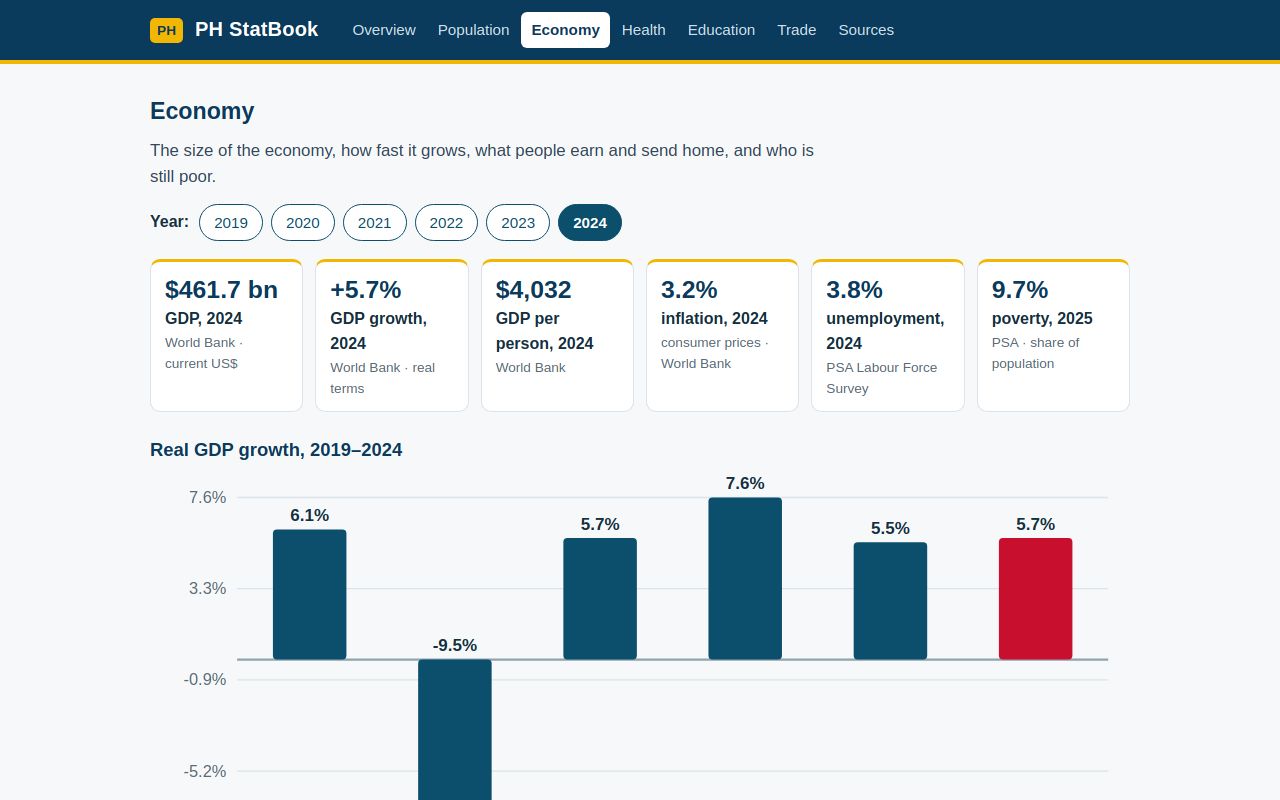 PH PH StatBook Overview Population Economy Health Education Trade Sources
Economy
The size of the economy, how fast it grows, what people earn and send home, and who is
still poor.
Year: 2019 2020 2021 2022 2023 2024
$461.7 bn
GDP, 2024
World Bank ·
current US$
+5.7%
GDP growth,
2024
World Bank · real
terms
$4,032
GDP per
person, 2024
World Bank
3.2%
inflation, 2024
consumer prices ·
World Bank
3.8%
unemployment,
2024
PSA Labour Force
Survey
9.7%
poverty, 2025
PSA · share of
population
Real GDP growth, 2019–2024
7.6%
7.6%
6.1%
5.7%
5.5%
5.7%
3.3%
-9.5%
-0.9%
-5.2%